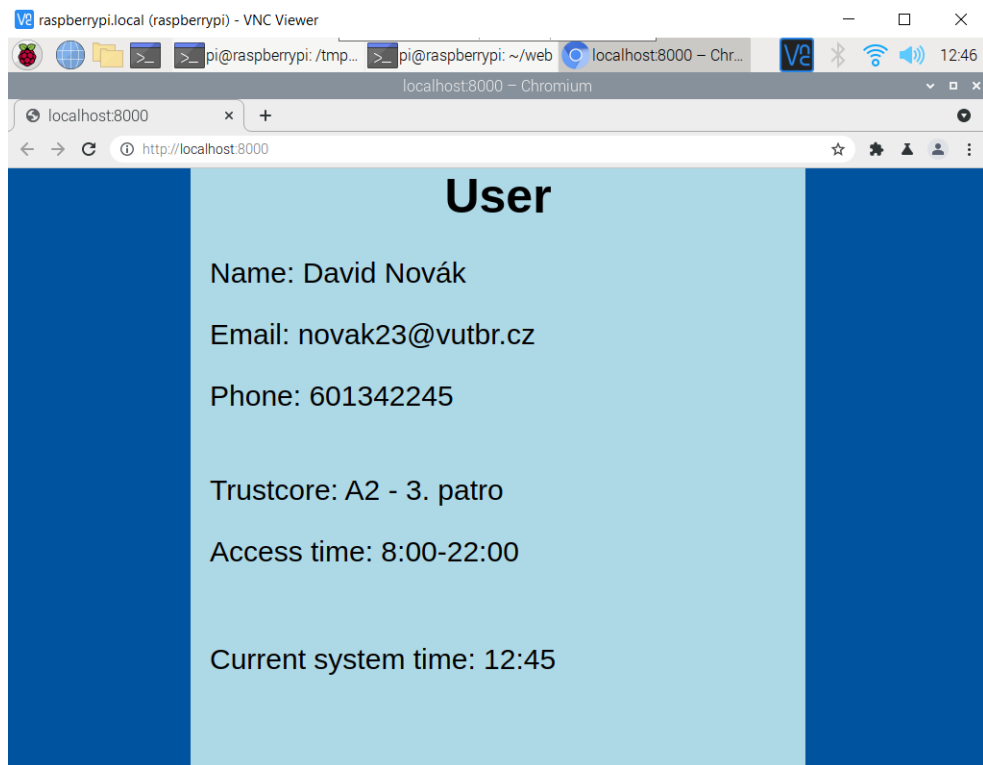 raspberrypi.local (raspberrypi) - VNC Viewer
pi@raspberrypi: /tmp... pi@raspberrypi: ~/web localhost:8000 – Chr... 12:46
localhost:8000 – Chromium
localhost:8000
http://localhost:8000
User
Name: David Novák
Email: novak23@vutbr.cz
Phone: 601342245
Trustcore: A2 - 3. patro
Access time: 8:00-22:00
Current system time: 12:45